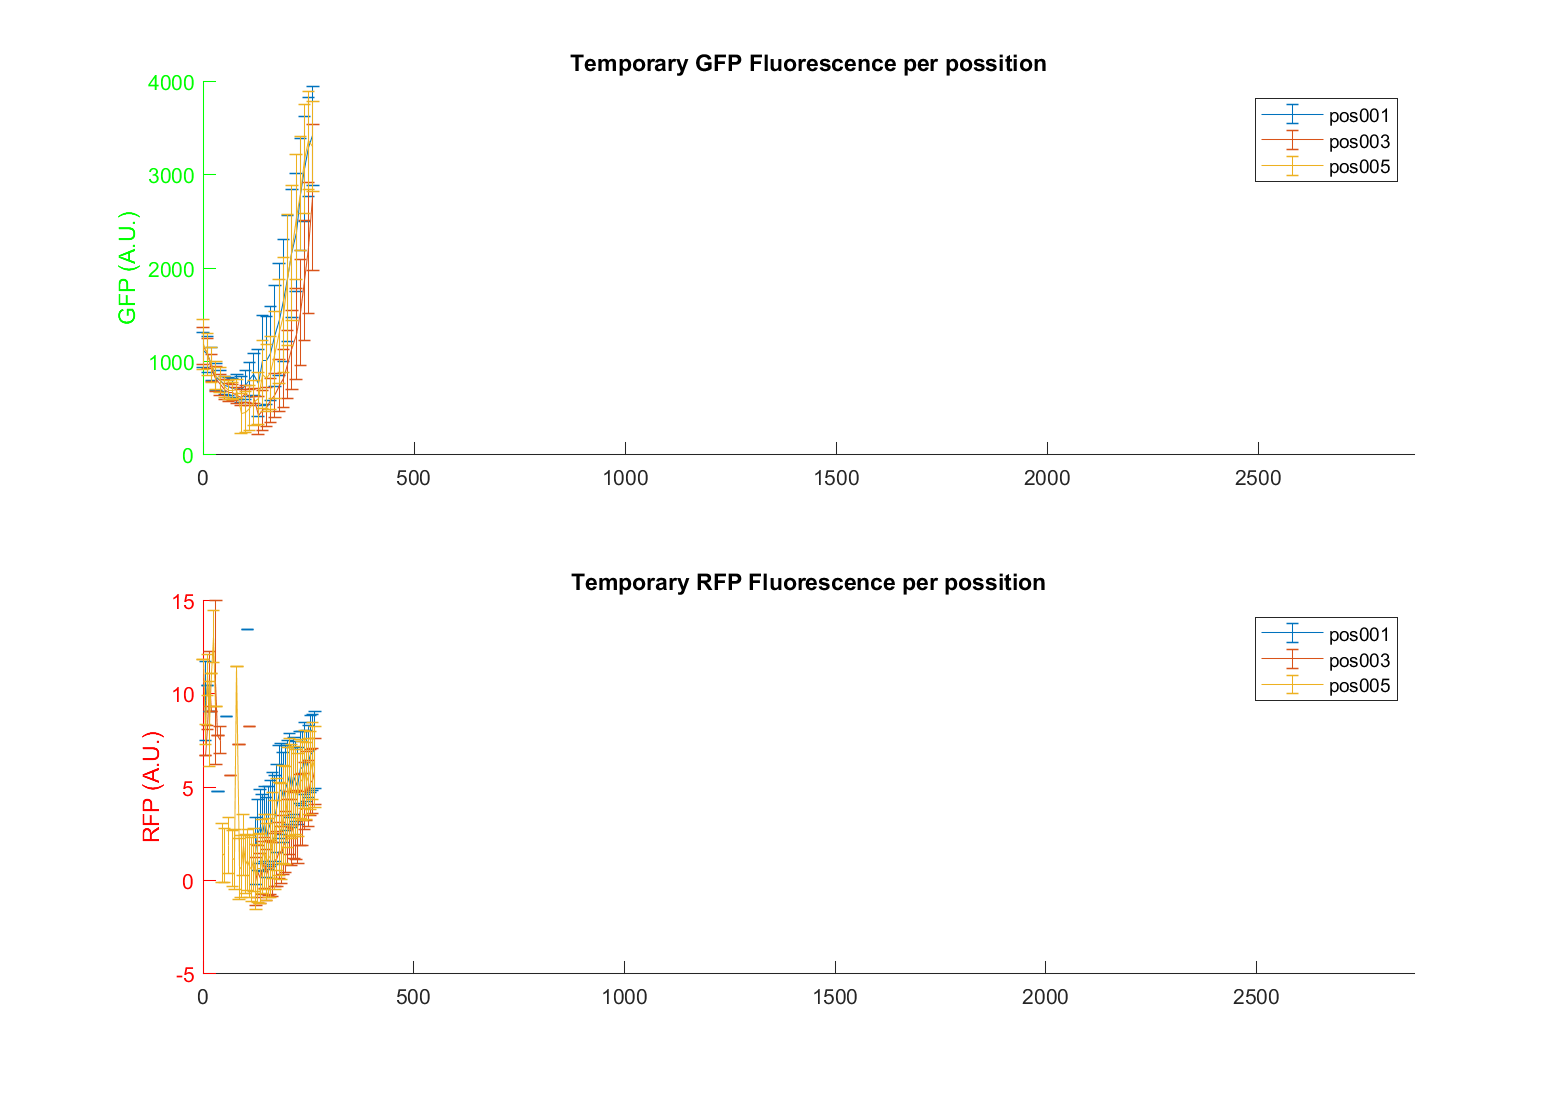 Temporary GFP Fluorescence per possition
4000
3000
2000
1000
0
GFP (A.U.)
pos001
pos003
pos005
0 500 1000 1500 2000 2500
Temporary RFP Fluorescence per possition
15
10
5
0
-5
RFP (A.U.)
pos001
pos003
pos005
0 500 1000 1500 2000 2500